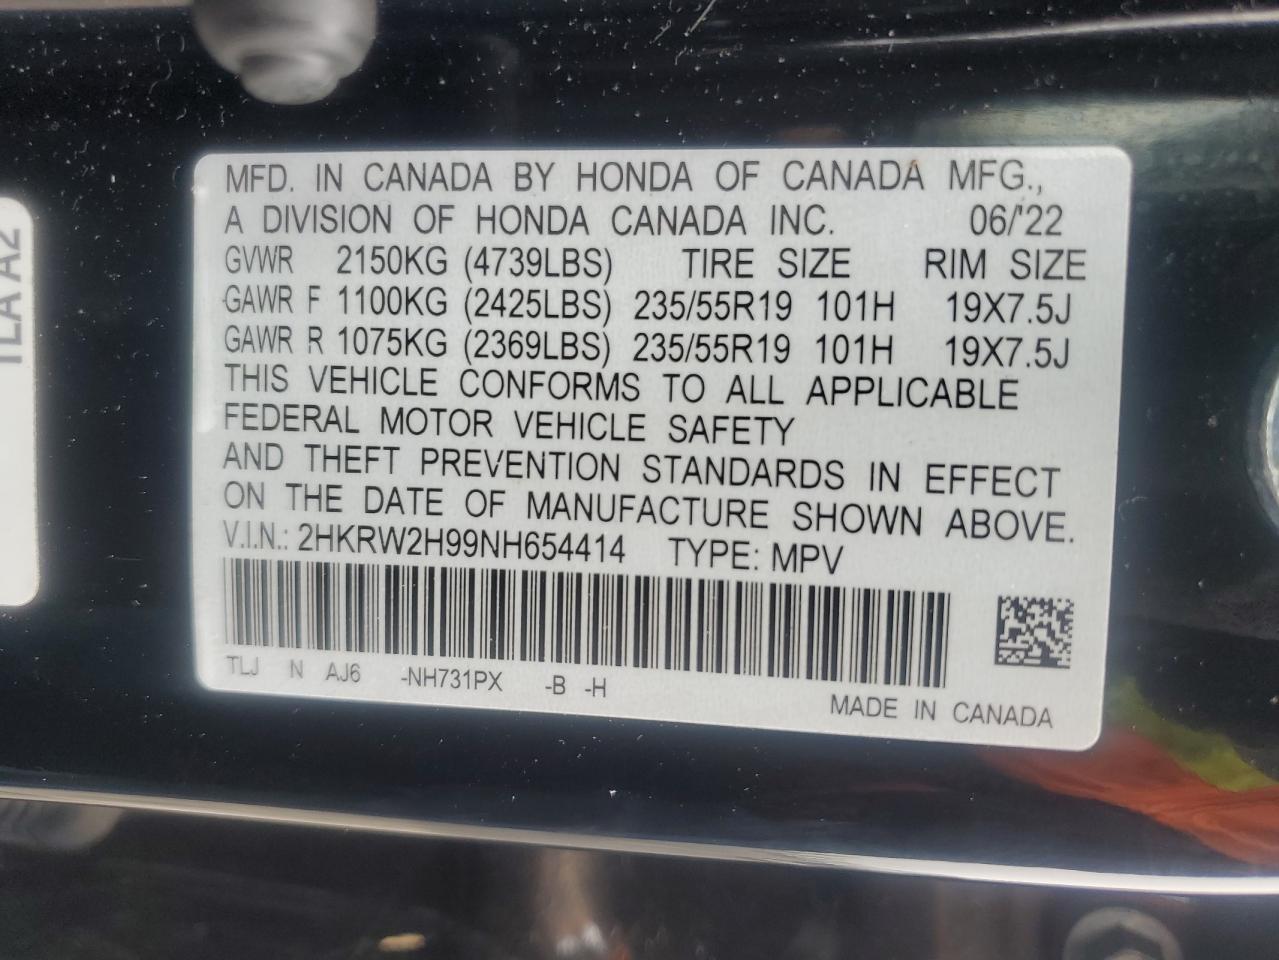 MFD. IN CANADA BY HONDA OF CANADA MFG.,
A DIVISION OF HONDA CANADA INC. 06/'22
GVWR 2150KG (4739LBS) TIRE SIZE RIM SIZE
GAWR F 1100KG (2425LBS) 235/55R19 101H 19X7.5J
GAWR R 1075KG (2369LBS) 235/55R19 101H 19X7.5J
THIS VEHICLE CONFORMS TO ALL APPLICABLE
FEDERAL MOTOR VEHICLE SAFETY
AND THEFT PREVENTION STANDARDS IN EFFECT
ON THE DATE OF MANUFACTURE SHOWN ABOVE.
V.I.N.: 2HKRW2H99NH654414 TYPE: MPV
TLJ N AJ6 -NH731PX -B -H
MADE IN CANADA
TLA A2